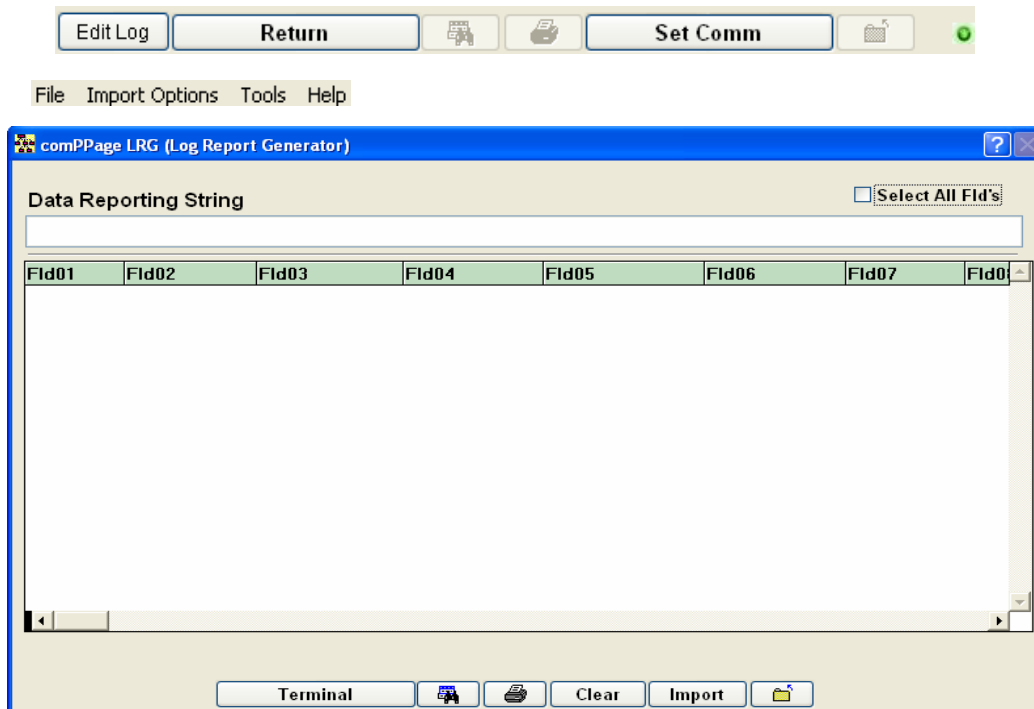 Edit Log Return Set Comm
File Import Options Tools Help
comPPage LRG (Log Report Generator)
Data Reporting String Select All Fld's
Fld01 Fld02 Fld03 Fld04 Fld05 Fld06 Fld07
Terminal Clear Import